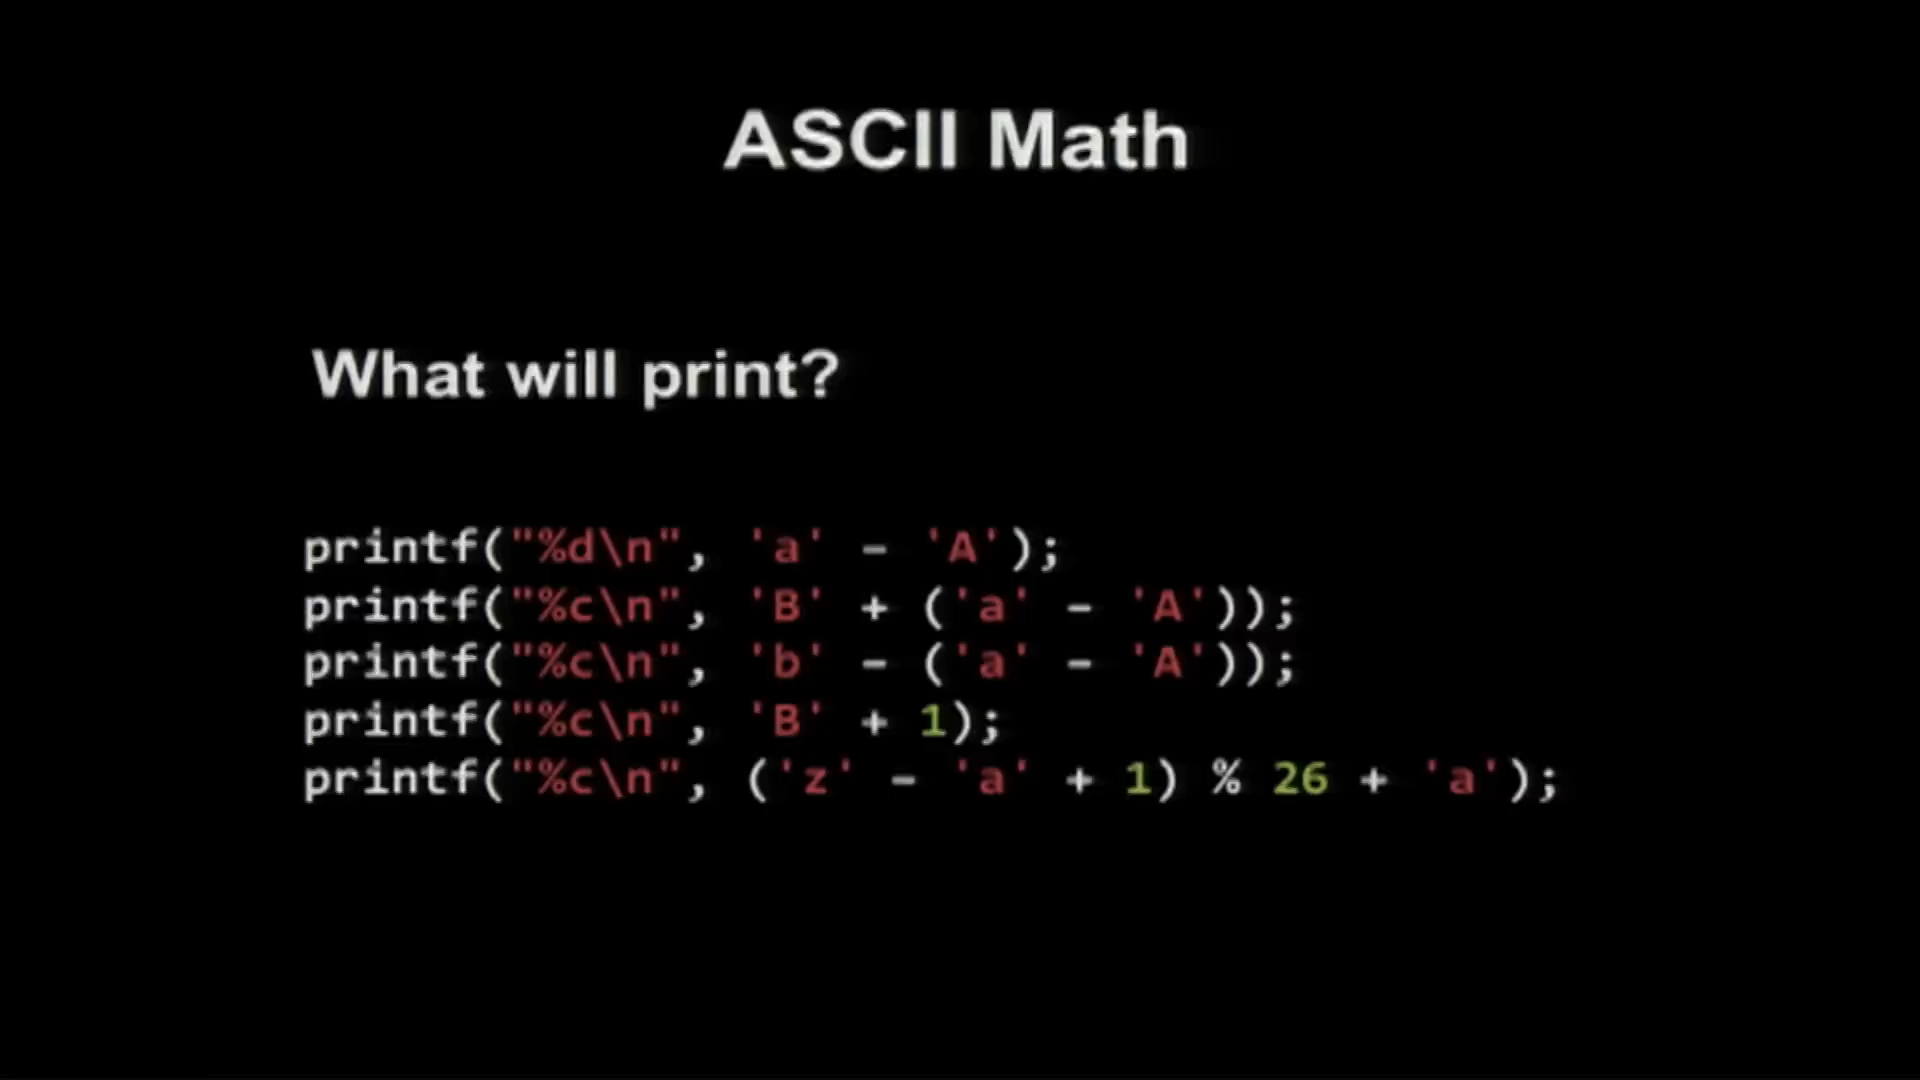 ASCII Math
What will print?
printf("%d\n", 'a' - 'A');
printf("%c\n", 'B' + ('a' - 'A'));
printf("%c\n", 'b' - ('a' - 'A'));
printf("%c\n", 'B' + 1);
printf("%c\n", ('z' - 'a' + 1) % 26 + 'a');